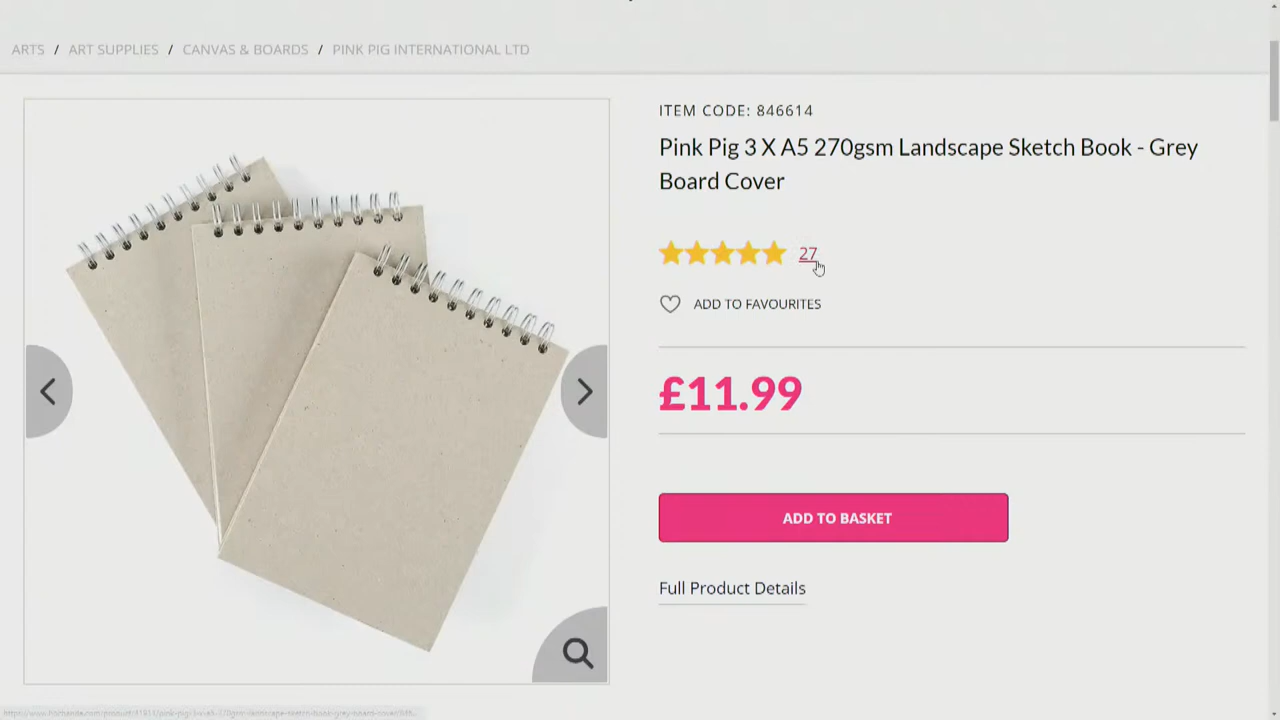 ARTS / ART SUPPLIES / CANVAS & BOARDS / PINK PIG INTERNATIONAL LTD
ITEM CODE: 846614
Pink Pig 3 X A5 270gsm Landscape Sketch Book - Grey
Board Cover
27
ADD TO FAVOURITES
£11.99
ADD TO BASKET
Full Product Details